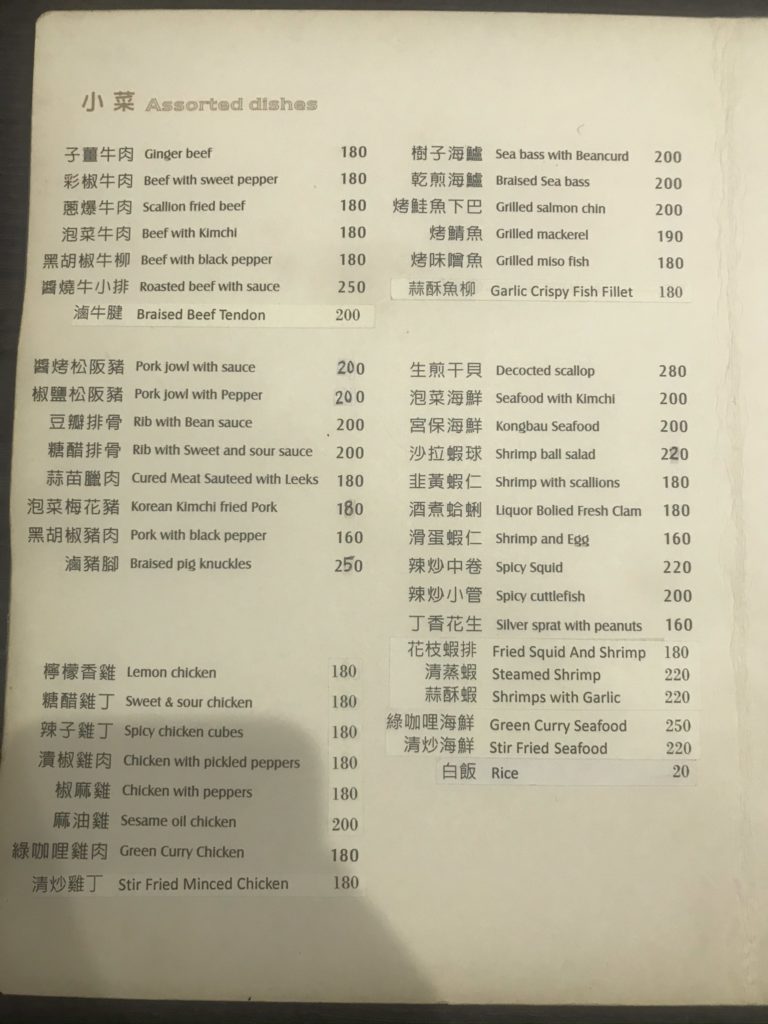 小菜 Assorted dishes
子薑牛肉 Ginger beef 180
彩椒牛肉 Beef with sweet pepper 180
蔥爆牛肉 Scallion fried beef 180
泡菜牛肉 Beef with Kimchi 180
黑胡椒牛柳 Beef with black pepper 180
醬燒牛小排 Roasted beef with sauce 250
滷牛腱 Braised Beef Tendon 200
醬烤松阪豬 Pork jowl with sauce 200
椒鹽松阪豬 Pork jowl with Pepper 200
豆瓣排骨 Rib with Bean sauce 200
糖醋排骨 Rib with Sweet and sour sauce 200
蒜苗臘肉 Cured Meat Sauteed with Leeks 180
泡菜梅花豬 Korean Kimchi fried Pork 180
黑胡椒豬肉 Pork with black pepper 160
滷豬腳 Braised pig knuckles 250
檸檬香雞 Lemon chicken 180
糖醋雞丁 Sweet & sour chicken 180
辣子雞丁 Spicy chicken cubes 180
漬椒雞肉 Chicken with pickled peppers 180
椒麻雞 Chicken with peppers 180
麻油雞 Sesame oil chicken 200
綠咖哩雞肉 Green Curry Chicken 180
清炒雞丁 Stir Fried Minced Chicken 180
樹子海鱸 Sea bass with Beancurd 200
乾煎海鱸 Braised Sea bass 200
烤鮭魚下巴 Grilled salmon chin 200
烤鯖魚 Grilled mackerel 190
烤味噌魚 Grilled miso fish 180
蒜酥魚柳 Garlic Crispy Fish Fillet 180
生煎干貝 Decocted scallop 280
泡菜海鮮 Seafood with Kimchi 200
宮保海鮮 Kongbau Seafood 200
沙拉蝦球 Shrimp ball salad 220
韭黃蝦仁 Shrimp with scallions 180
酒煮蛤蜊 Liquor Bolied Fresh Clam 180
滑蛋蝦仁 Shrimp and Egg 160
辣炒中卷 Spicy Squid 220
辣炒小管 Spicy cuttlefish 200
丁香花生 Silver sprat with peanuts 160
花枝蝦排 Fried Squid And Shrimp 180
清蒸蝦 Steamed Shrimp 220
蒜酥蝦 Shrimps with Garlic 220
綠咖哩海鮮 Green Curry Seafood 250
清炒海鮮 Stir Fried Seafood 220
白飯 Rice 20